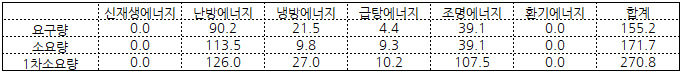 신재생에너지 난방에너지 냉방에너지 급탕에너지 조명에너지 환기에너지 합계
요구량 0.0 90.2 21.5 4.4 39.1 0.0 155.2
소요량 0.0 113.5 9.8 9.3 39.1 0.0 171.7
1차소요량 0.0 126.0 27.0 10.2 107.5 0.0 270.8